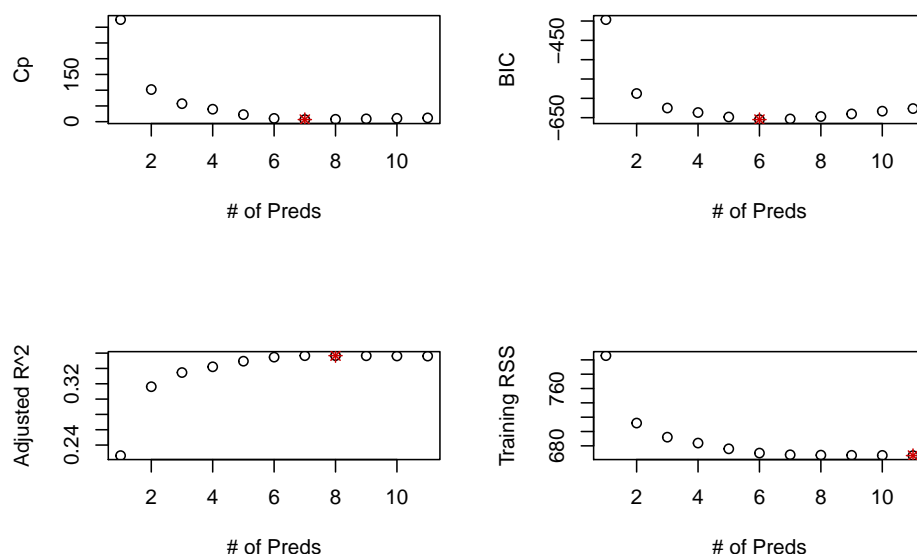 Cp
150
0
2 4 6 8 10
# of Preds
BIC
−450
−650
2 4 6 8 10
# of Preds
Adjusted R^2
0.32
0.24
2 4 6 8 10
# of Preds
Training RSS
760
680
2 4 6 8 10
# of Preds